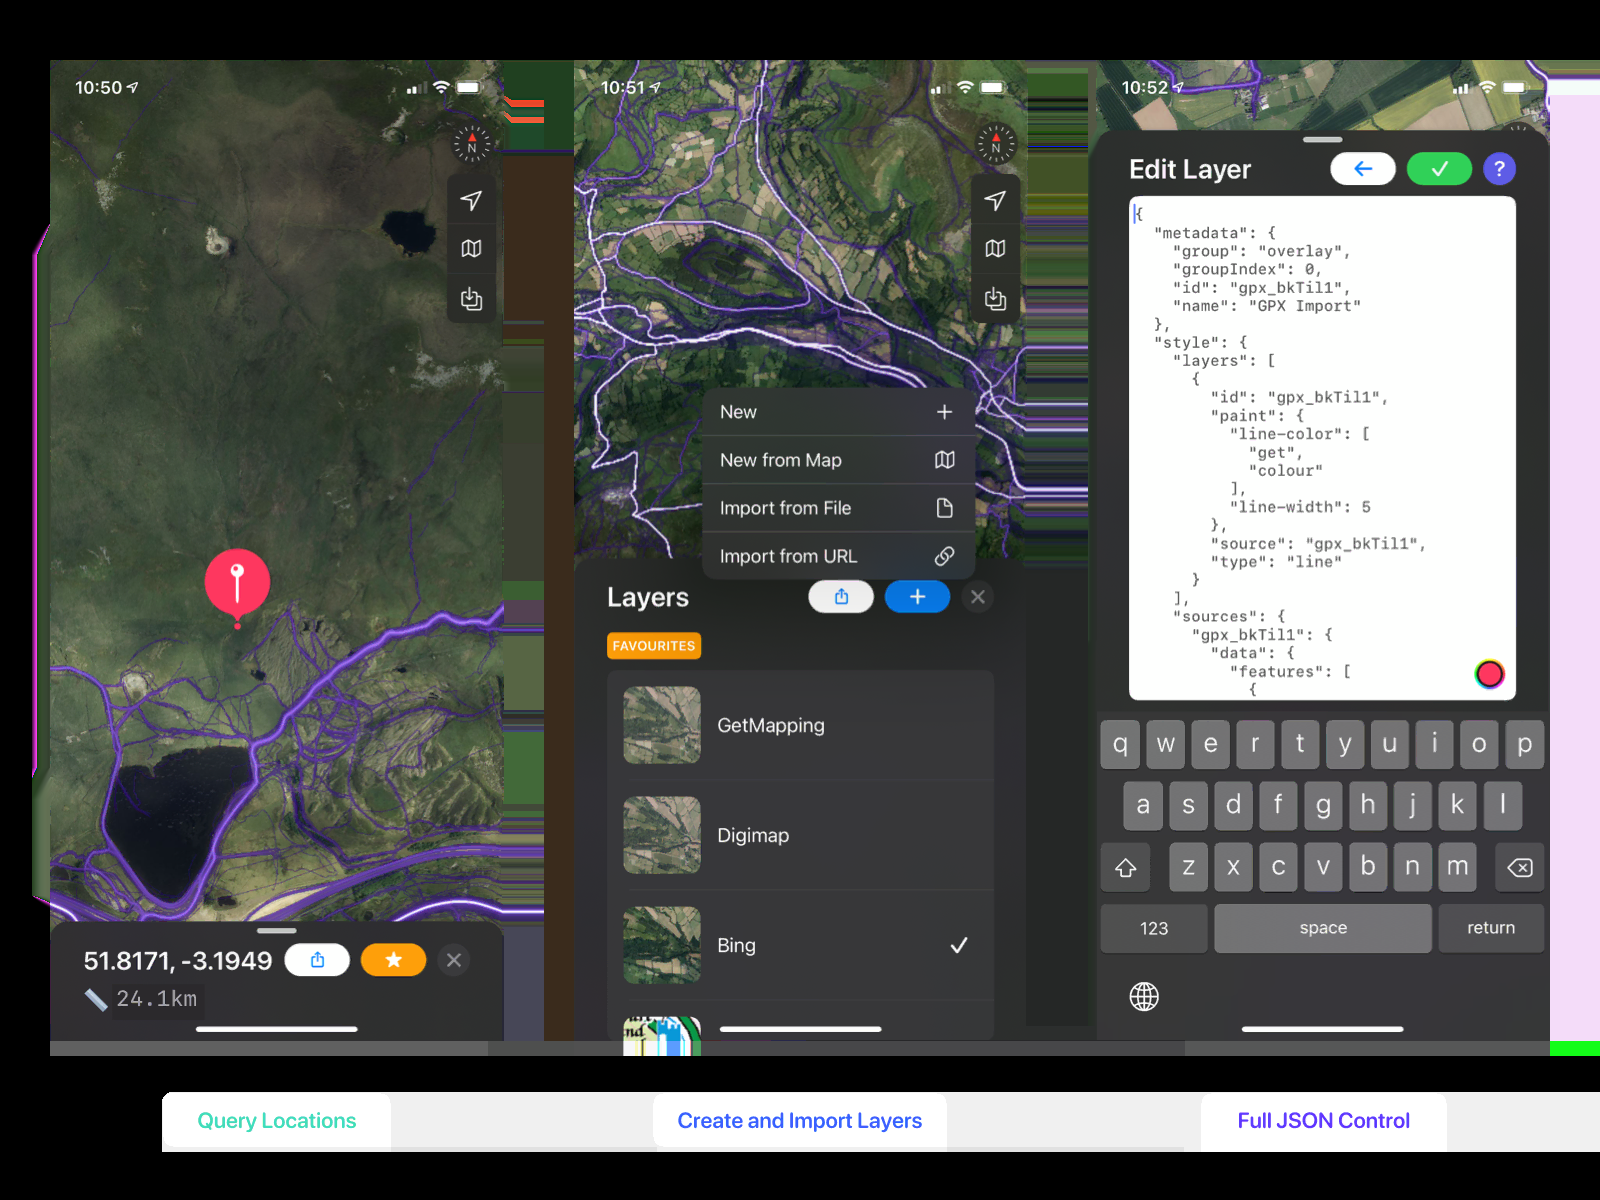 10:50
N
51.8171, -3.1949
24.1km
10:51
N
New
New from Map
Import from File
Import from URL
Layers
FAVOURITES
GetMapping
Digimap
Bing
10:52
Edit Layer
?
{
"metadata": {
"group": "overlay",
"groupIndex": 0,
"id": "gpx_bkTil1",
"name": "GPX Import"
},
"style": {
"layers": [
{
"id": "gpx_bkTil1",
"paint": {
"line-color": [
"get",
"colour"
],
"line-width": 5
},
"source": "gpx_bkTil1",
"type": "line"
}
],
"sources": {
"gpx_bkTil1": {
"data": {
"features": [
{
q w e r t y u i o p
a s d f g h j k l
z x c v b n m
123 space return
Query Locations
Create and Import Layers
Full JSON Control